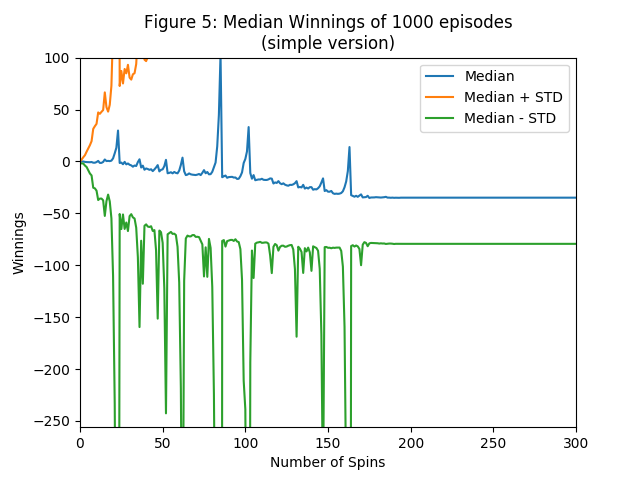 Figure 5: Median Winnings of 1000 episodes
(simple version)
Median
Median + STD
Median - STD
Winnings
100
50
0
−50
−100
−150
−200
−250
0 50 100 150 200 250 300
Number of Spins